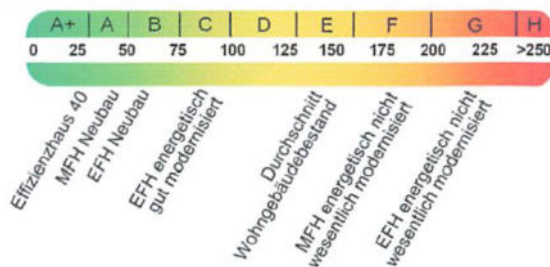 A+ A B C D E F G H
0 25 50 75 100 125 150 175 200 225 >250
Effizienzhaus 40
MFH Neubau
EFH Neubau
EFH energetisch
gut modernisiert
Durchschnitt
Wohngebäudebestand
MFH energetisch nicht
wesentlich modernisiert
EFH energetisch nicht
wesentlich modernisiert